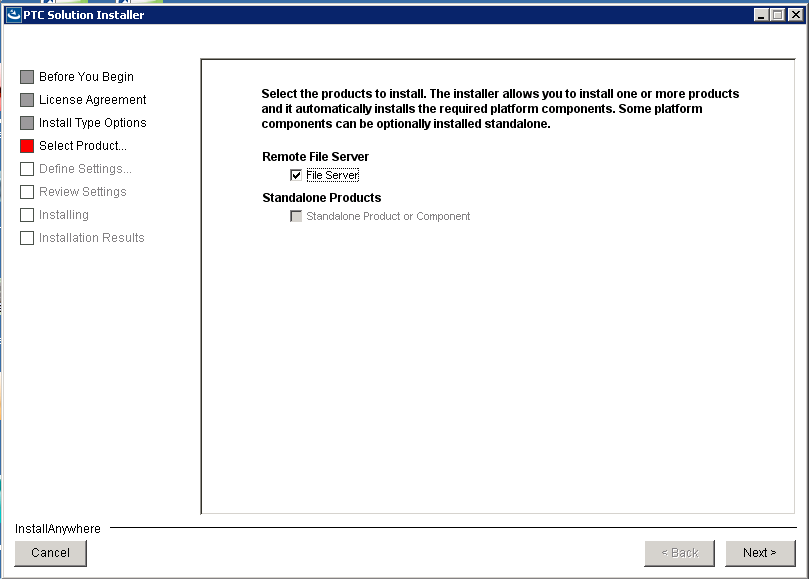 PTC Solution Installer
Before You Begin
License Agreement
Install Type Options
Select Product...
Define Settings...
Review Settings
Installing
Installation Results
Select the products to install. The installer allows you to install one or more products
and it automatically installs the required platform components. Some platform
components can be optionally installed standalone.
Remote File Server
File Server
Standalone Products
Standalone Product or Component
InstallAnywhere
Cancel
< Back
Next >